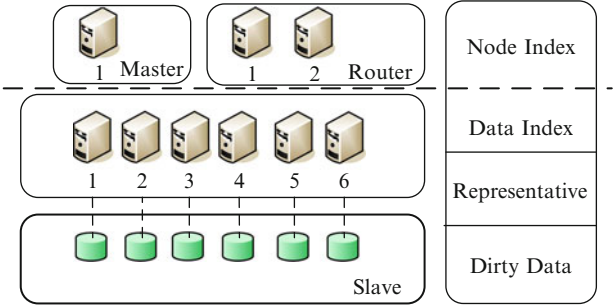 1 Master
1 2 Router
Node Index
Data Index
1 2 3 4 5 6
Representative
Dirty Data
Slave